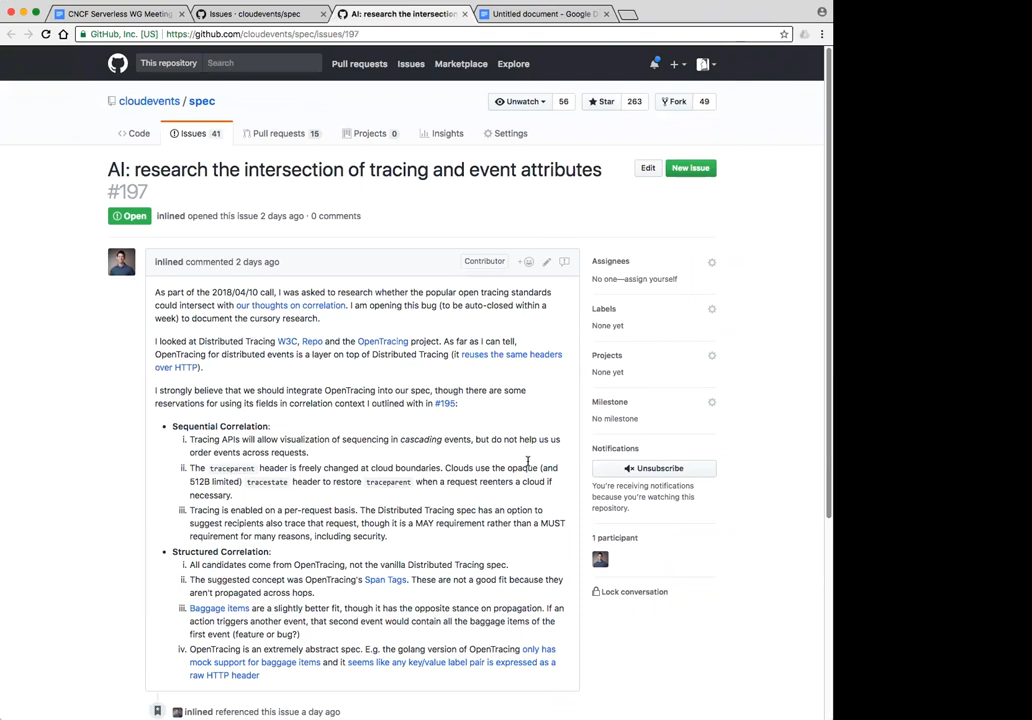 CNCF Serverless WG Meeting
Issues · cloudevents/spec
AI: research the intersection
Untitled document - Google D
GitHub, Inc. [US]
https://github.com/cloudevents/spec/issues/197
This repository
Search
Pull requests
Issues
Marketplace
Explore
cloudevents / spec
Unwatch
56
Star
263
Fork
49
Code
Issues 41
Pull requests 15
Projects 0
Insights
Settings
AI: research the intersection of tracing and event attributes
#197
Edit
New issue
Open
inlined opened this issue 2 days ago · 0 comments
inlined commented 2 days ago
Contributor
As part of the 2018/04/10 call, I was asked to research whether the popular open tracing standards
could intersect with our thoughts on correlation. I am opening this bug (to be auto-closed within a
week) to document the cursory research.
I looked at Distributed Tracing W3C, Repo and the OpenTracing project. As far as I can tell,
OpenTracing for distributed events is a layer on top of Distributed Tracing (it reuses the same headers
over HTTP).
I strongly believe that we should integrate OpenTracing into our spec, though there are some
reservations for using its fields in correlation context I outlined with in #195:
• Sequential Correlation:
i. Tracing APIs will allow visualization of sequencing in cascading events, but do not help us us
order events across requests.
ii. The traceparent header is freely changed at cloud boundaries. Clouds use the opaque (and
512B limited) tracestate header to restore traceparent when a request reenters a cloud if
necessary.
iii. Tracing is enabled on a per-request basis. The Distributed Tracing spec has an option to
suggest recipients also trace that request, though it is a MAY requirement rather than a MUST
requirement for many reasons, including security.
• Structured Correlation:
i. All candidates come from OpenTracing, not the vanilla Distributed Tracing spec.
ii. The suggested concept was OpenTracing's Span Tags. These are not a good fit because they
aren't propagated across hops.
iii. Baggage items are a slightly better fit, though it has the opposite stance on propagation. If an
action triggers another event, that second event would contain all the baggage items of the
first event (feature or bug?)
iv. OpenTracing is an extremely abstract spec. E.g. the golang version of OpenTracing only has
mock support for baggage items and it seems like any key/value label pair is expressed as a
raw HTTP header
inlined referenced this issue a day ago
Assignees
No one—assign yourself
Labels
None yet
Projects
None yet
Milestone
No milestone
Notifications
Unsubscribe
You're receiving notifications
because you're watching this
repository.
1 participant
Lock conversation